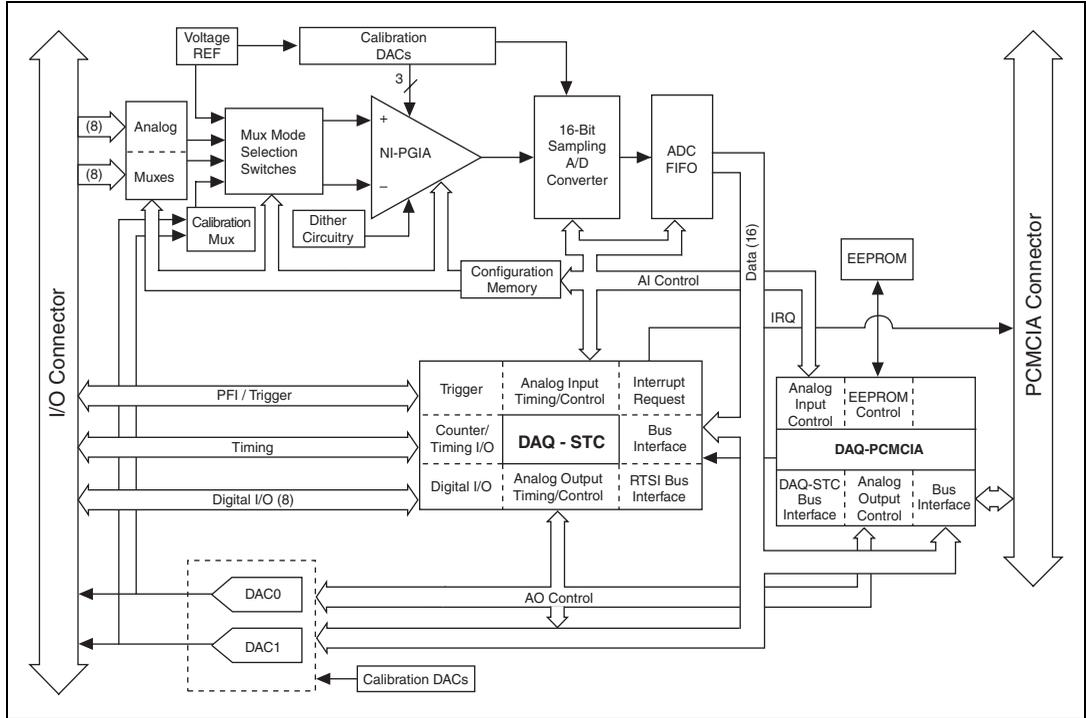 Voltage
REF
Calibration
DACs
3
(8)
(8)
Analog
Muxes
Mux Mode
Selection
Switches
+
NI-PGIA
–
16-Bit
Sampling
A/D
Converter
ADC
FIFO
Calibration
Mux
Dither
Circuitry
Configuration
Memory
AI Control
Data (16)
EEPROM
IRQ
I/O Connector
PCMCIA Connector
PFI / Trigger
Timing
Digital I/O (8)
Trigger
Analog Input
Timing/Control
Interrupt
Request
Counter/
Timing I/O
DAQ - STC
Bus
Interface
Digital I/O
Analog Output
Timing/Control
RTSI Bus
Interface
Analog
Input
Control
EEPROM
Control
DAQ-PCMCIA
DAQ-STC
Bus
Interface
Analog
Output
Control
Bus
Interface
DAC0
AO Control
DAC1
Calibration DACs